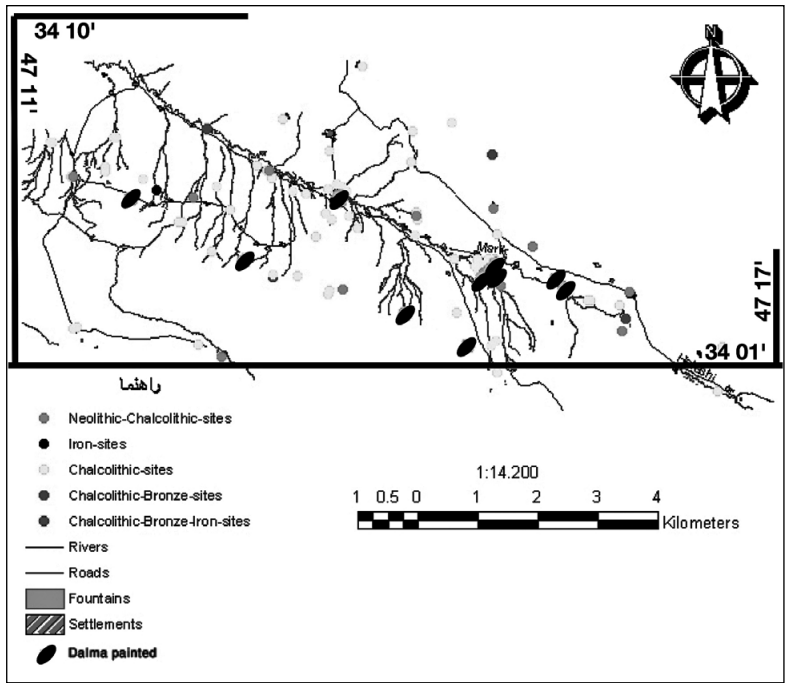 34 10'
47 11'
N
Mark
47 17'
34 01'
راهنما
Neolithic-Chalcolithic-sites
Iron-sites
Chalcolithic-sites
Chalcolithic-Bronze-sites
Chalcolithic-Bronze-Iron-sites
Rivers
Roads
Fountains
Settlements
Dalma painted
1:14.200
1 0.5 0 1 2 3 4
Kilometers